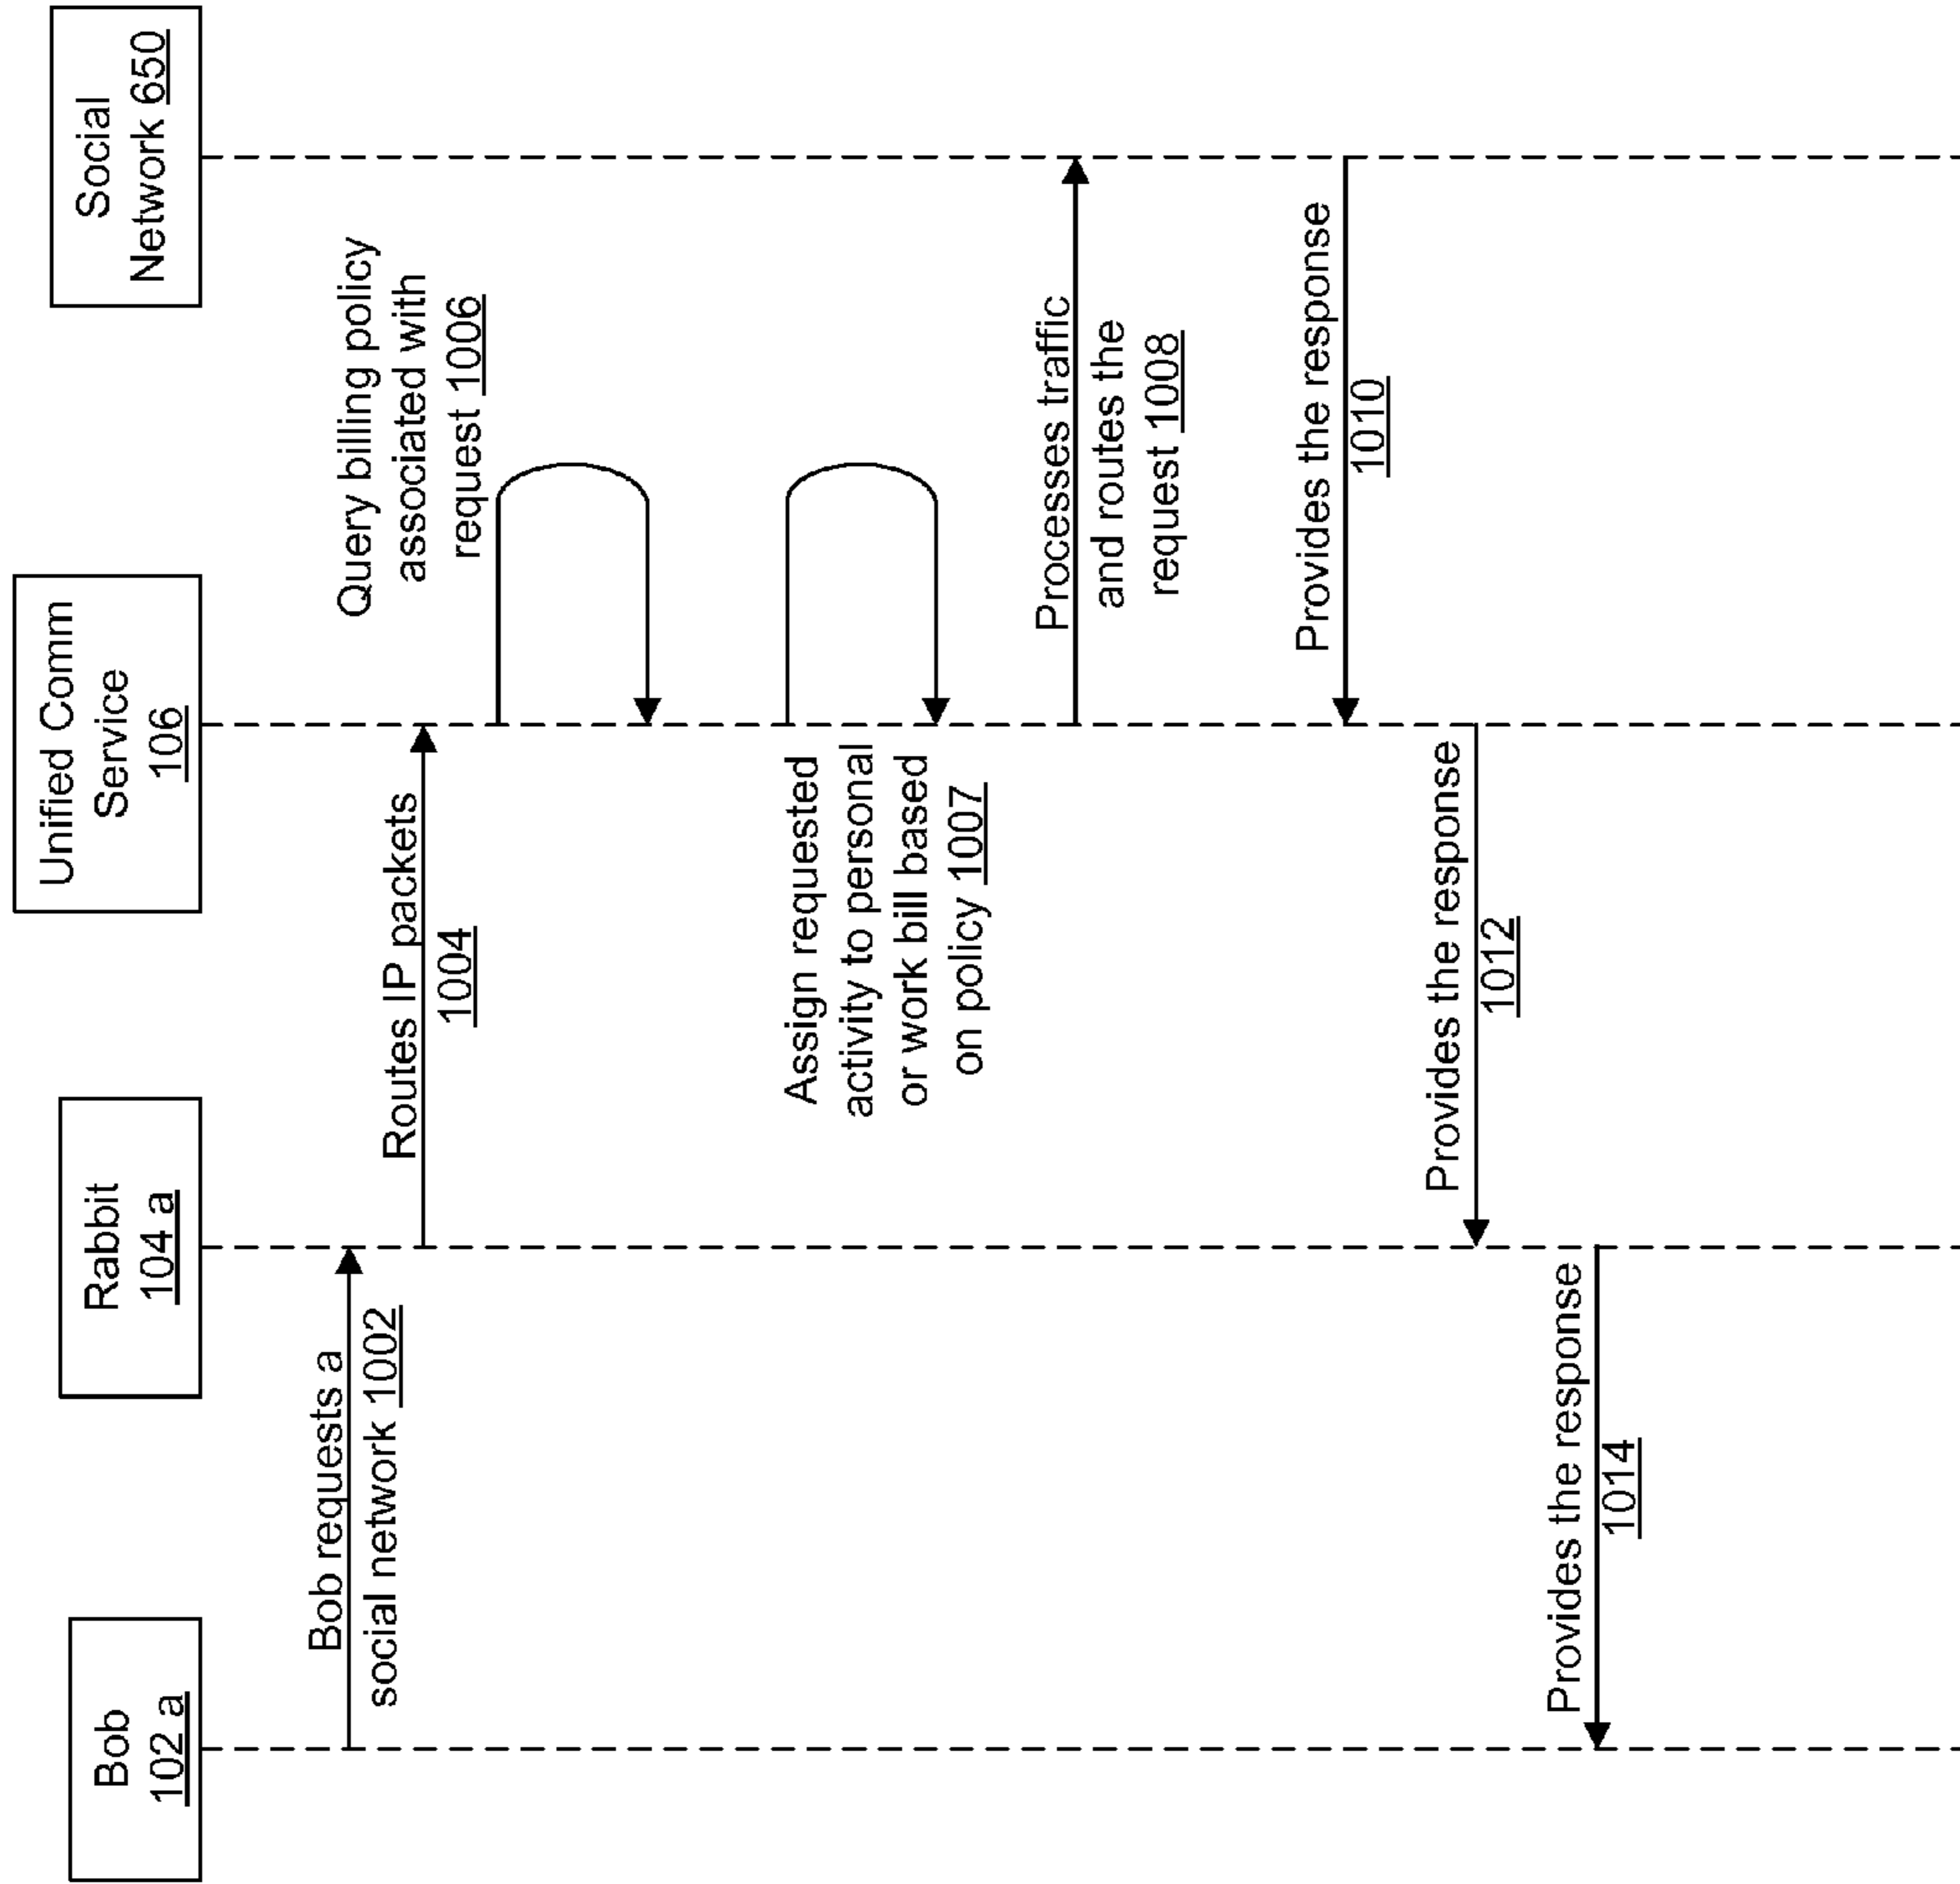 Bob
102 a
Rabbit
104 a
Unified Comm
Service
106
Social
Network 650
Bob requests a
social network 1002
Routes IP packets
1004
Query billing policy
associated with
request 1006
Assign requested
activity to personal
or work bill based
on policy 1007
Processes traffic
and routes the
request 1008
Provides the response
1010
Provides the response
1012
Provides the response
1014